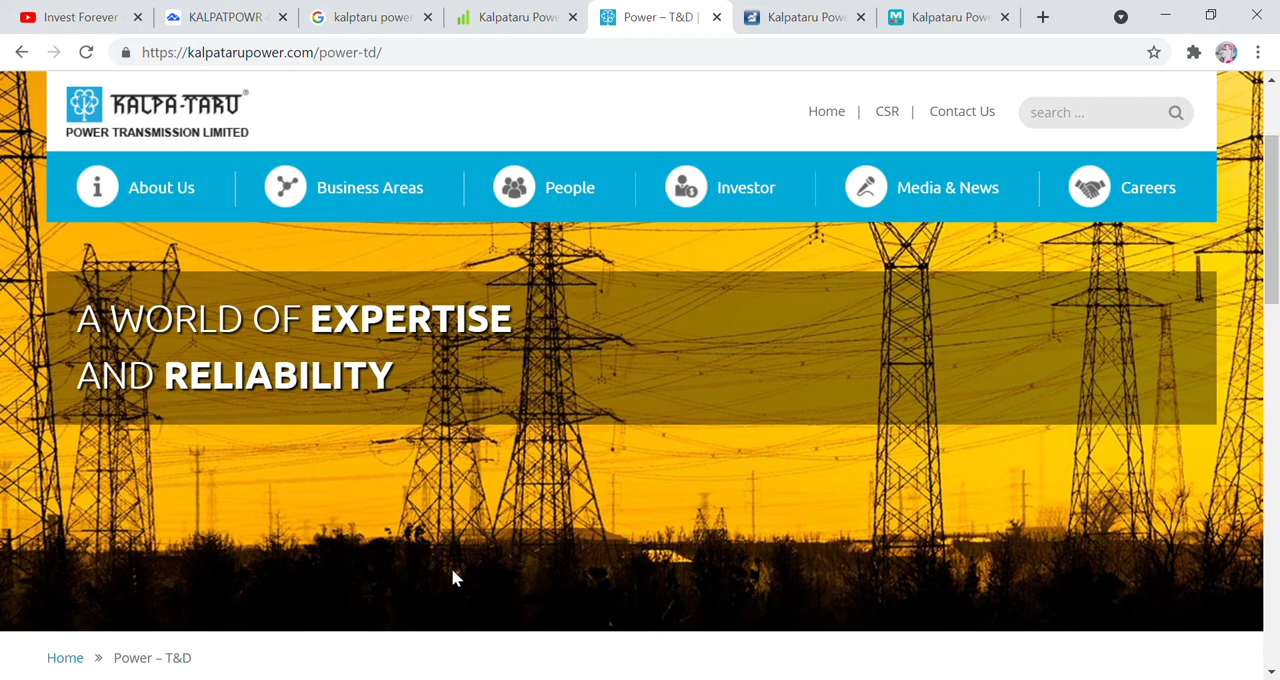 Invest Forever
KALPATPOWR
kalptaru power
Kalpataru Pow
Power – T&D |
Kalpataru Pow
Kalpataru Pow
https://kalpatarupower.com/power-td/
KALPA-TARU®
POWER TRANSMISSION LIMITED
Home | CSR | Contact Us
search ...
About Us
Business Areas
People
Investor
Media & News
Careers
A WORLD OF EXPERTISE
AND RELIABILITY
Home » Power – T&D